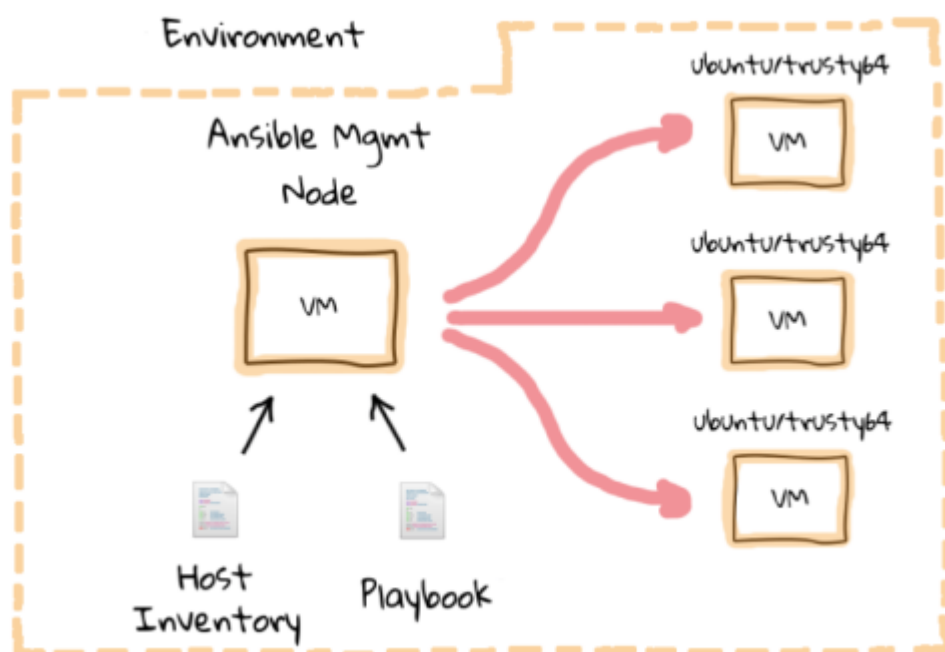 Environment
Ansible Mgmt
Node
VM
Host
Inventory
Playbook
ubuntu/trusty64
VM
ubuntu/trusty64
VM
ubuntu/trusty64
VM